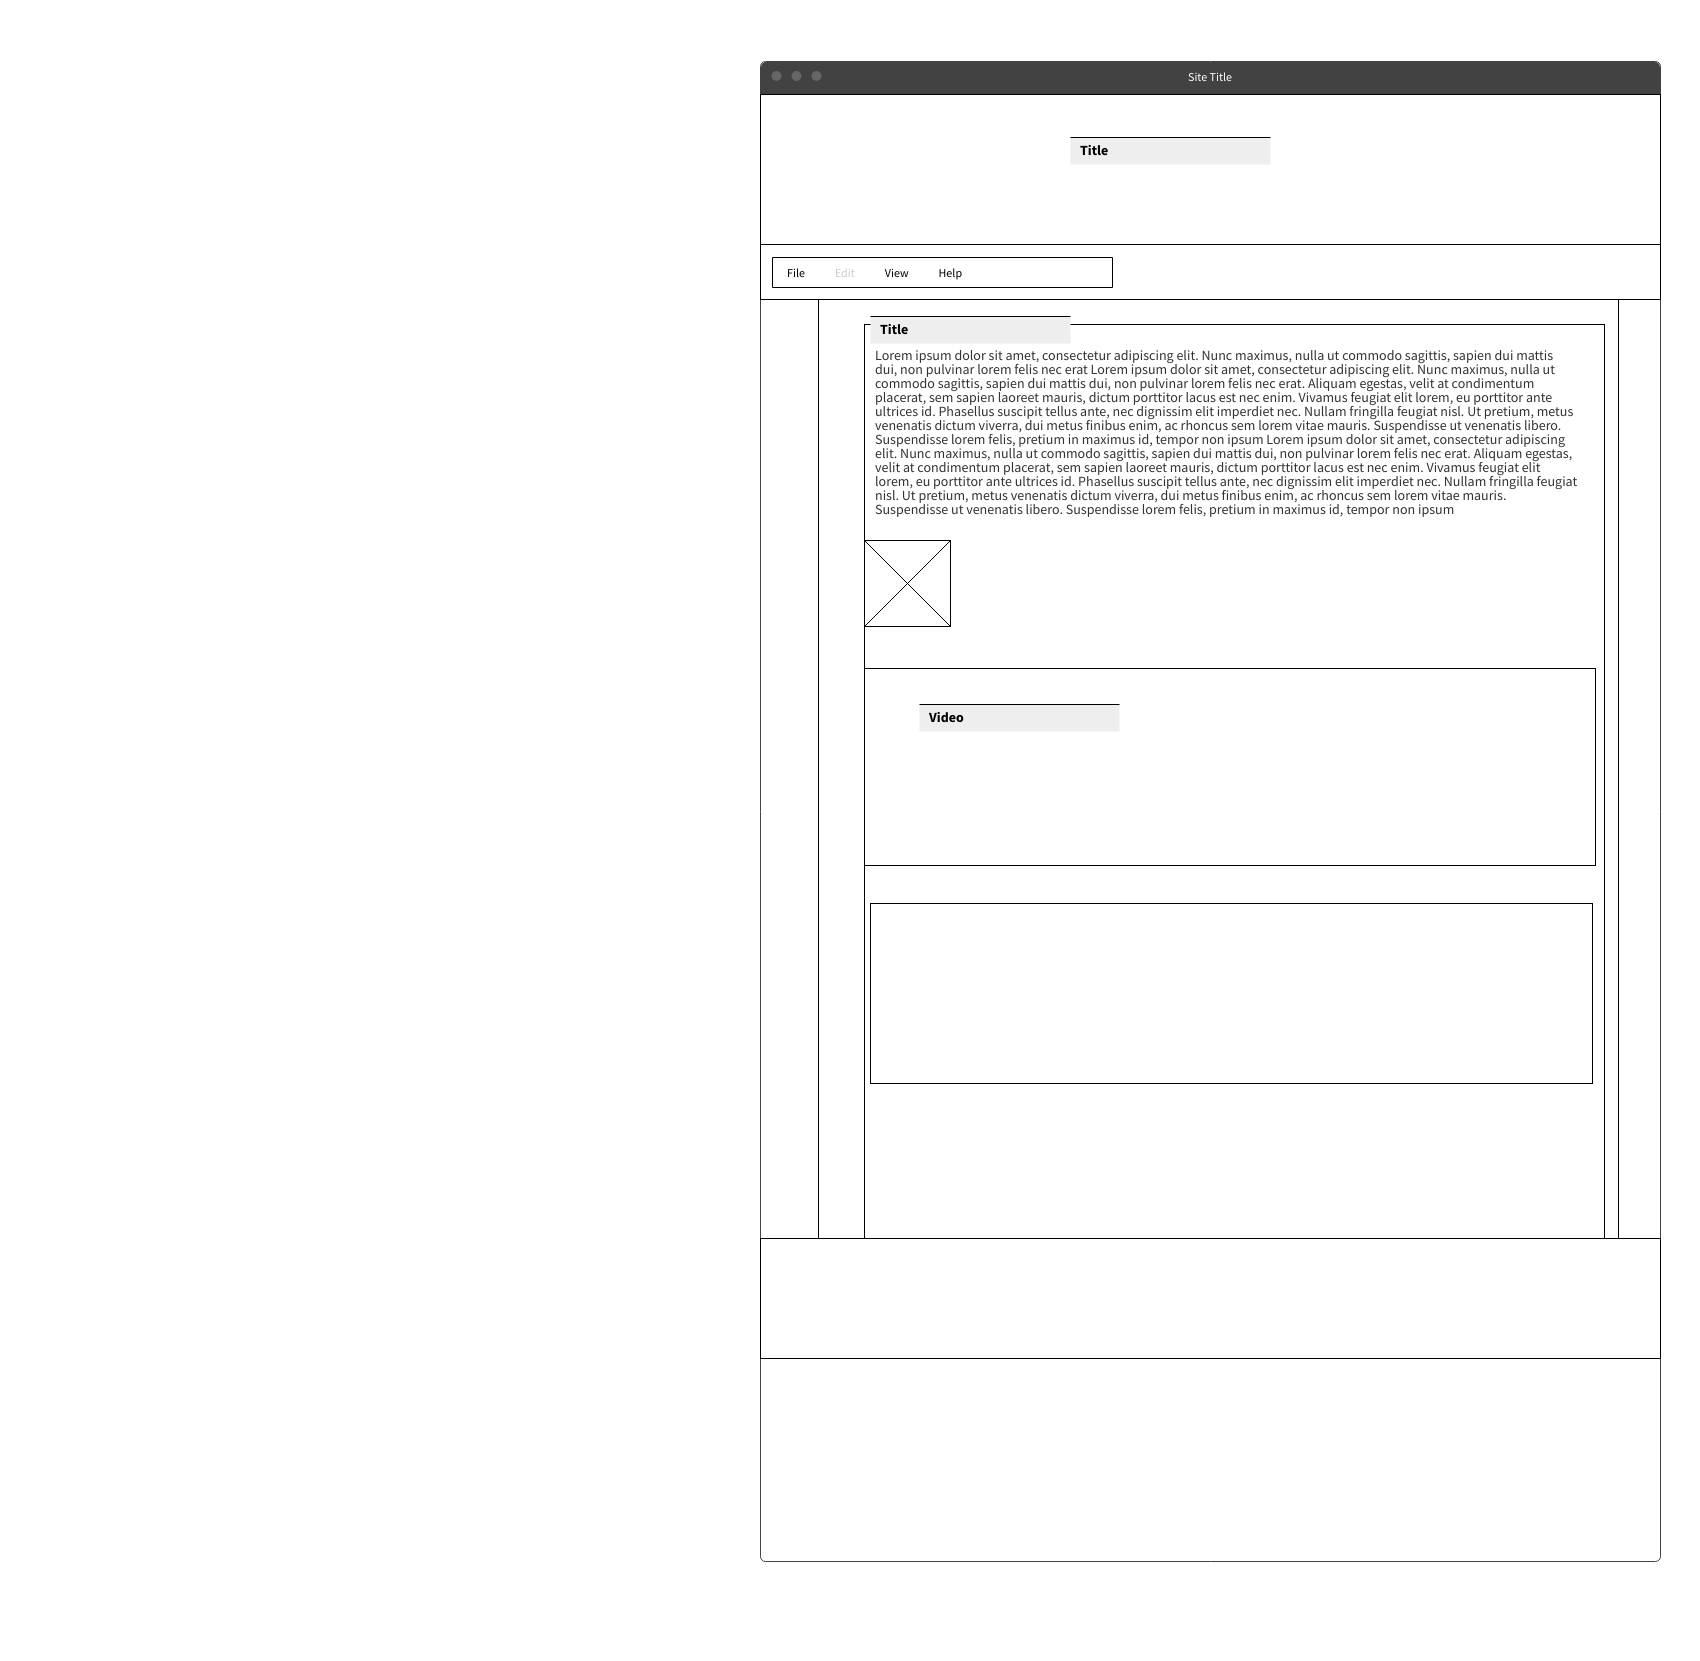 Site Title
Title
File Edit View Help
Title
Lorem ipsum dolor sit amet, consectetur adipiscing elit. Nunc maximus, nulla ut commodo sagittis, sapien dui mattis
dui, non pulvinar lorem felis nec erat Lorem ipsum dolor sit amet, consectetur adipiscing elit. Nunc maximus, nulla ut
commodo sagittis, sapien dui mattis dui, non pulvinar lorem felis nec erat. Aliquam egestas, velit at condimentum
placerat, sem sapien laoreet mauris, dictum porttitor lacus est nec enim. Vivamus feugiat elit lorem, eu porttitor ante
ultrices id. Phasellus suscipit tellus ante, nec dignissim elit imperdiet nec. Nullam fringilla feugiat nisl. Ut pretium, metus
venenatis dictum viverra, dui metus finibus enim, ac rhoncus sem lorem vitae mauris. Suspendisse ut venenatis libero.
Suspendisse lorem felis, pretium in maximus id, tempor non ipsum Lorem ipsum dolor sit amet, consectetur adipiscing
elit. Nunc maximus, nulla ut commodo sagittis, sapien dui mattis dui, non pulvinar lorem felis nec erat. Aliquam egestas,
velit at condimentum placerat, sem sapien laoreet mauris, dictum porttitor lacus est nec enim. Vivamus feugiat elit
lorem, eu porttitor ante ultrices id. Phasellus suscipit tellus ante, nec dignissim elit imperdiet nec. Nullam fringilla feugiat
nisl. Ut pretium, metus venenatis dictum viverra, dui metus finibus enim, ac rhoncus sem lorem vitae mauris.
Suspendisse ut venenatis libero. Suspendisse lorem felis, pretium in maximus id, tempor non ipsum
Video